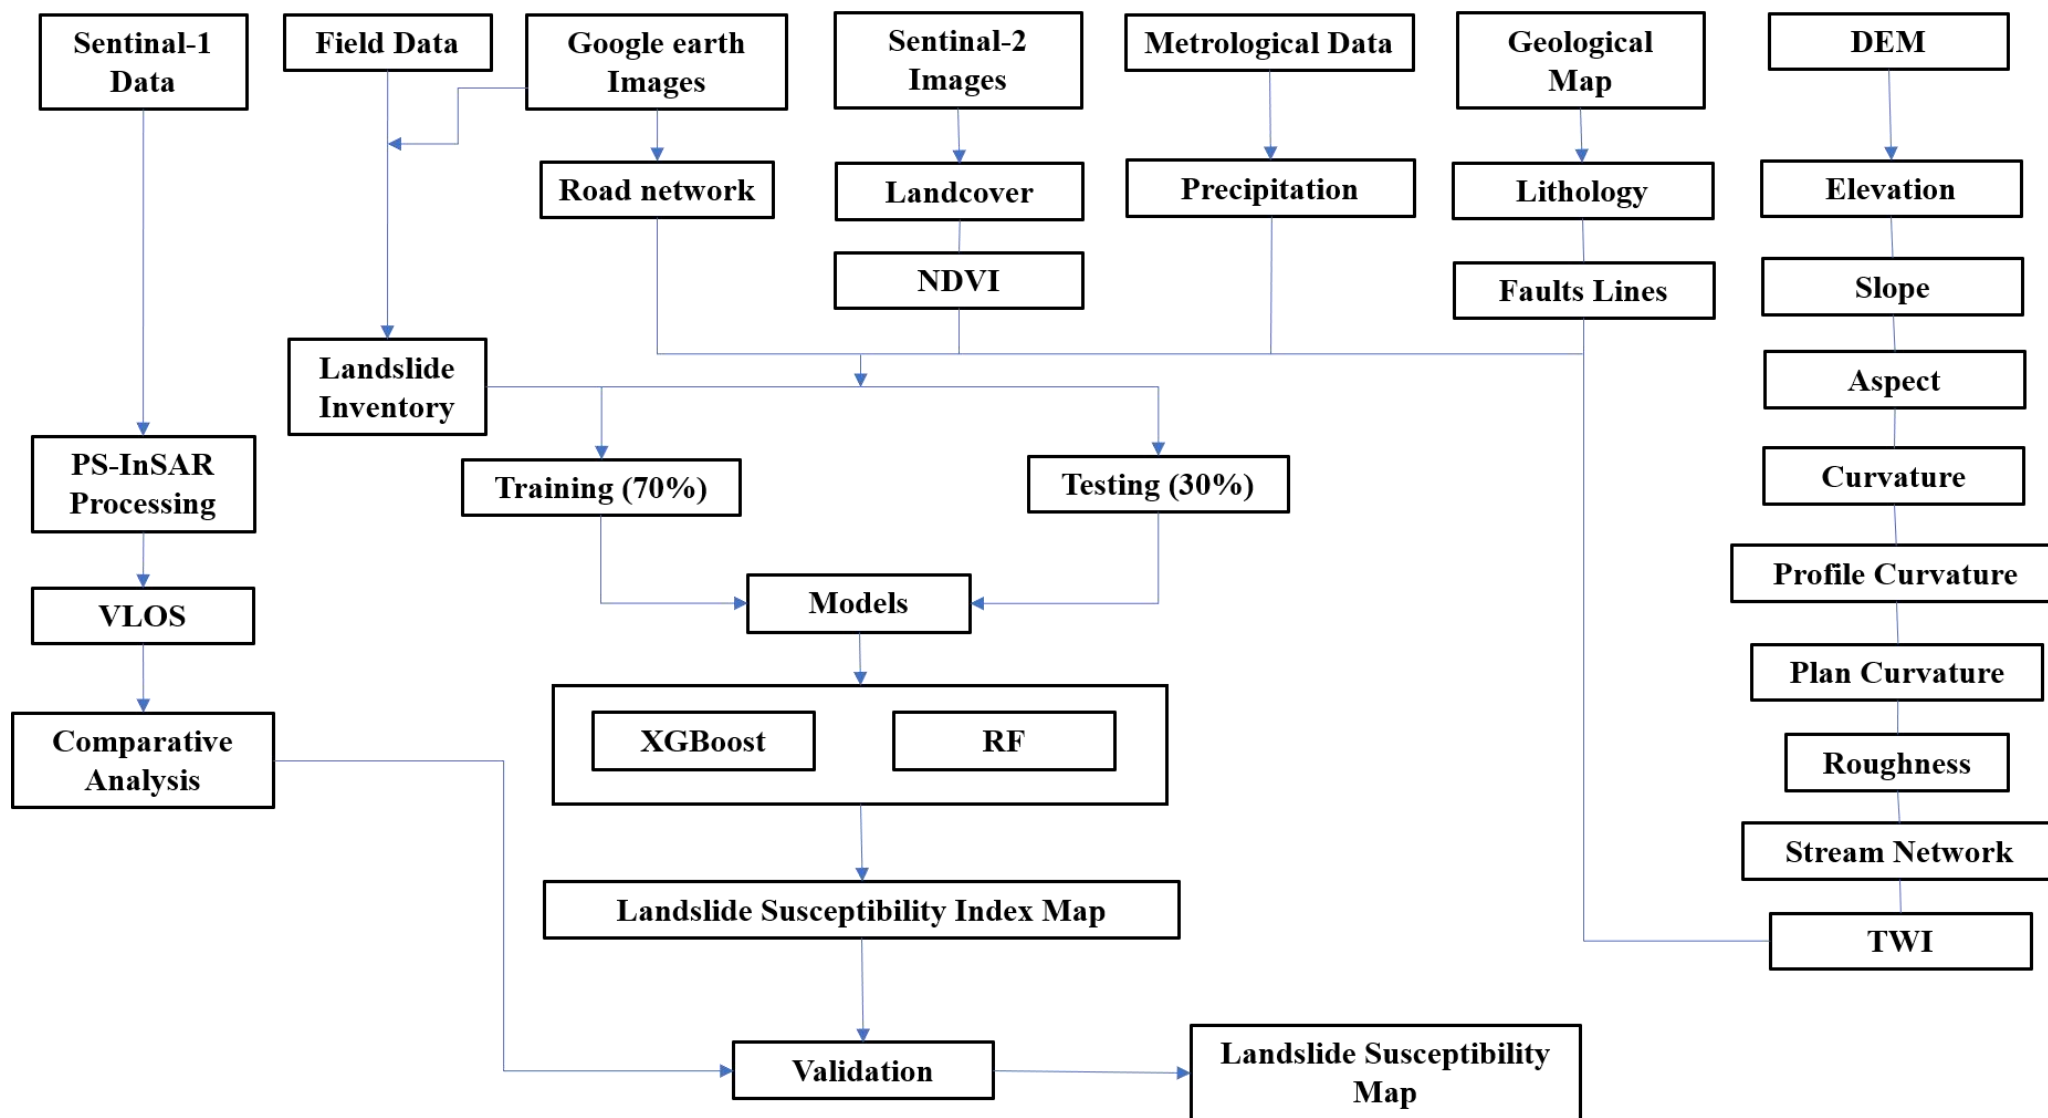 Sentinal-1
Data
Field Data
Google earth
Images
Sentinal-2
Images
Metrological Data
Geological
Map
DEM
Road network
Landcover
Precipitation
Lithology
Elevation
NDVI
Faults Lines
Slope
Landslide
Inventory
Aspect
PS-InSAR
Processing
Training (70%)
Testing (30%)
Curvature
VLOS
Models
Profile Curvature
Plan Curvature
Comparative
Analysis
XGBoost
RF
Roughness
Stream Network
Landslide Susceptibility Index Map
TWI
Validation
Landslide Susceptibility
Map